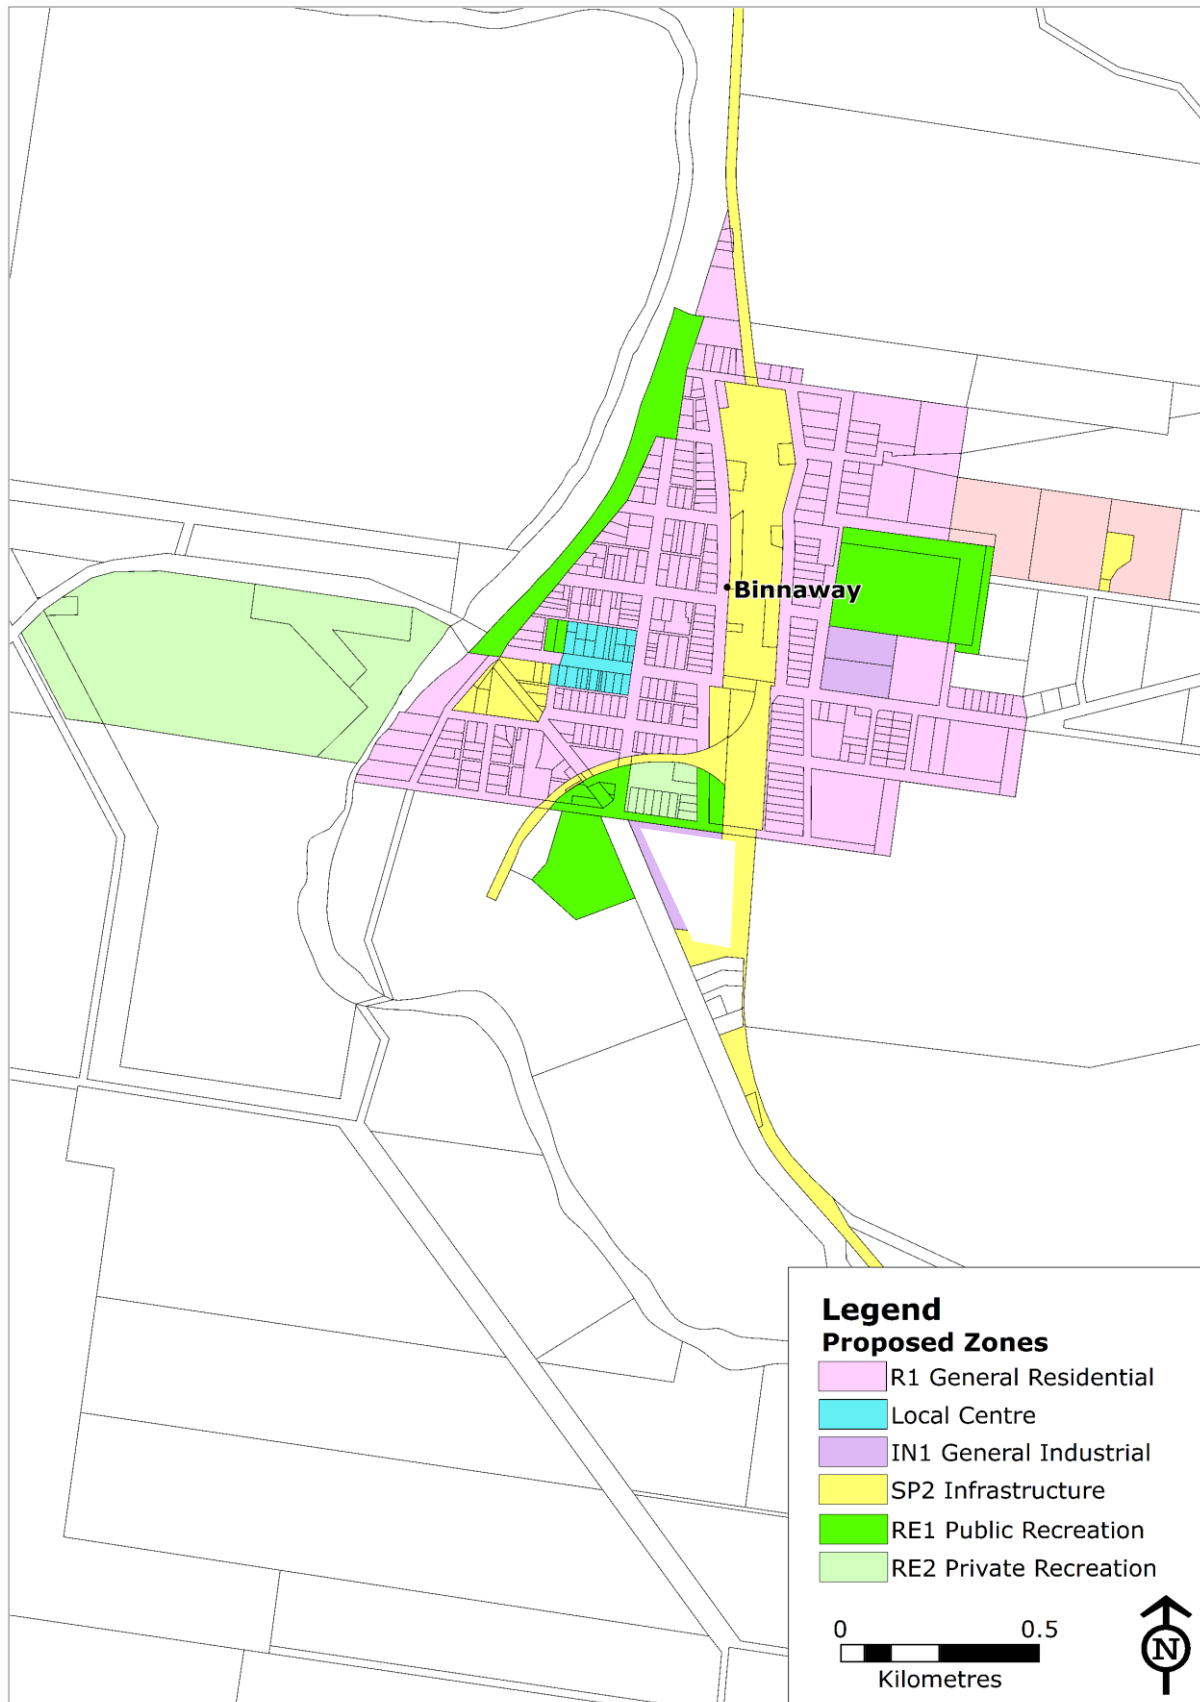 Binnaway
Legend
Proposed Zones
R1 General Residential
Local Centre
IN1 General Industrial
SP2 Infrastructure
RE1 Public Recreation
RE2 Private Recreation
0 0.5
Kilometres
N